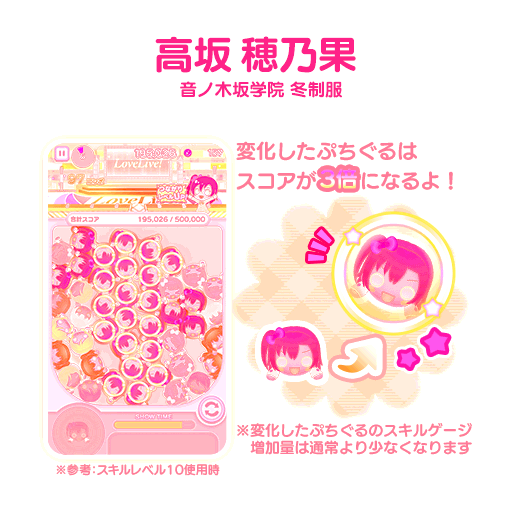 高坂 穂乃果
音ノ木坂学院 冬制服
変化したぷちぐるは
スコアが3倍になるよ！
LoveLive!
合計スコア 195,026 / 500,000
SHOW TIME
※変化したぷちぐるのスキルゲージ
増加量は通常より少なくなります
※参考：スキルレベル10使用時